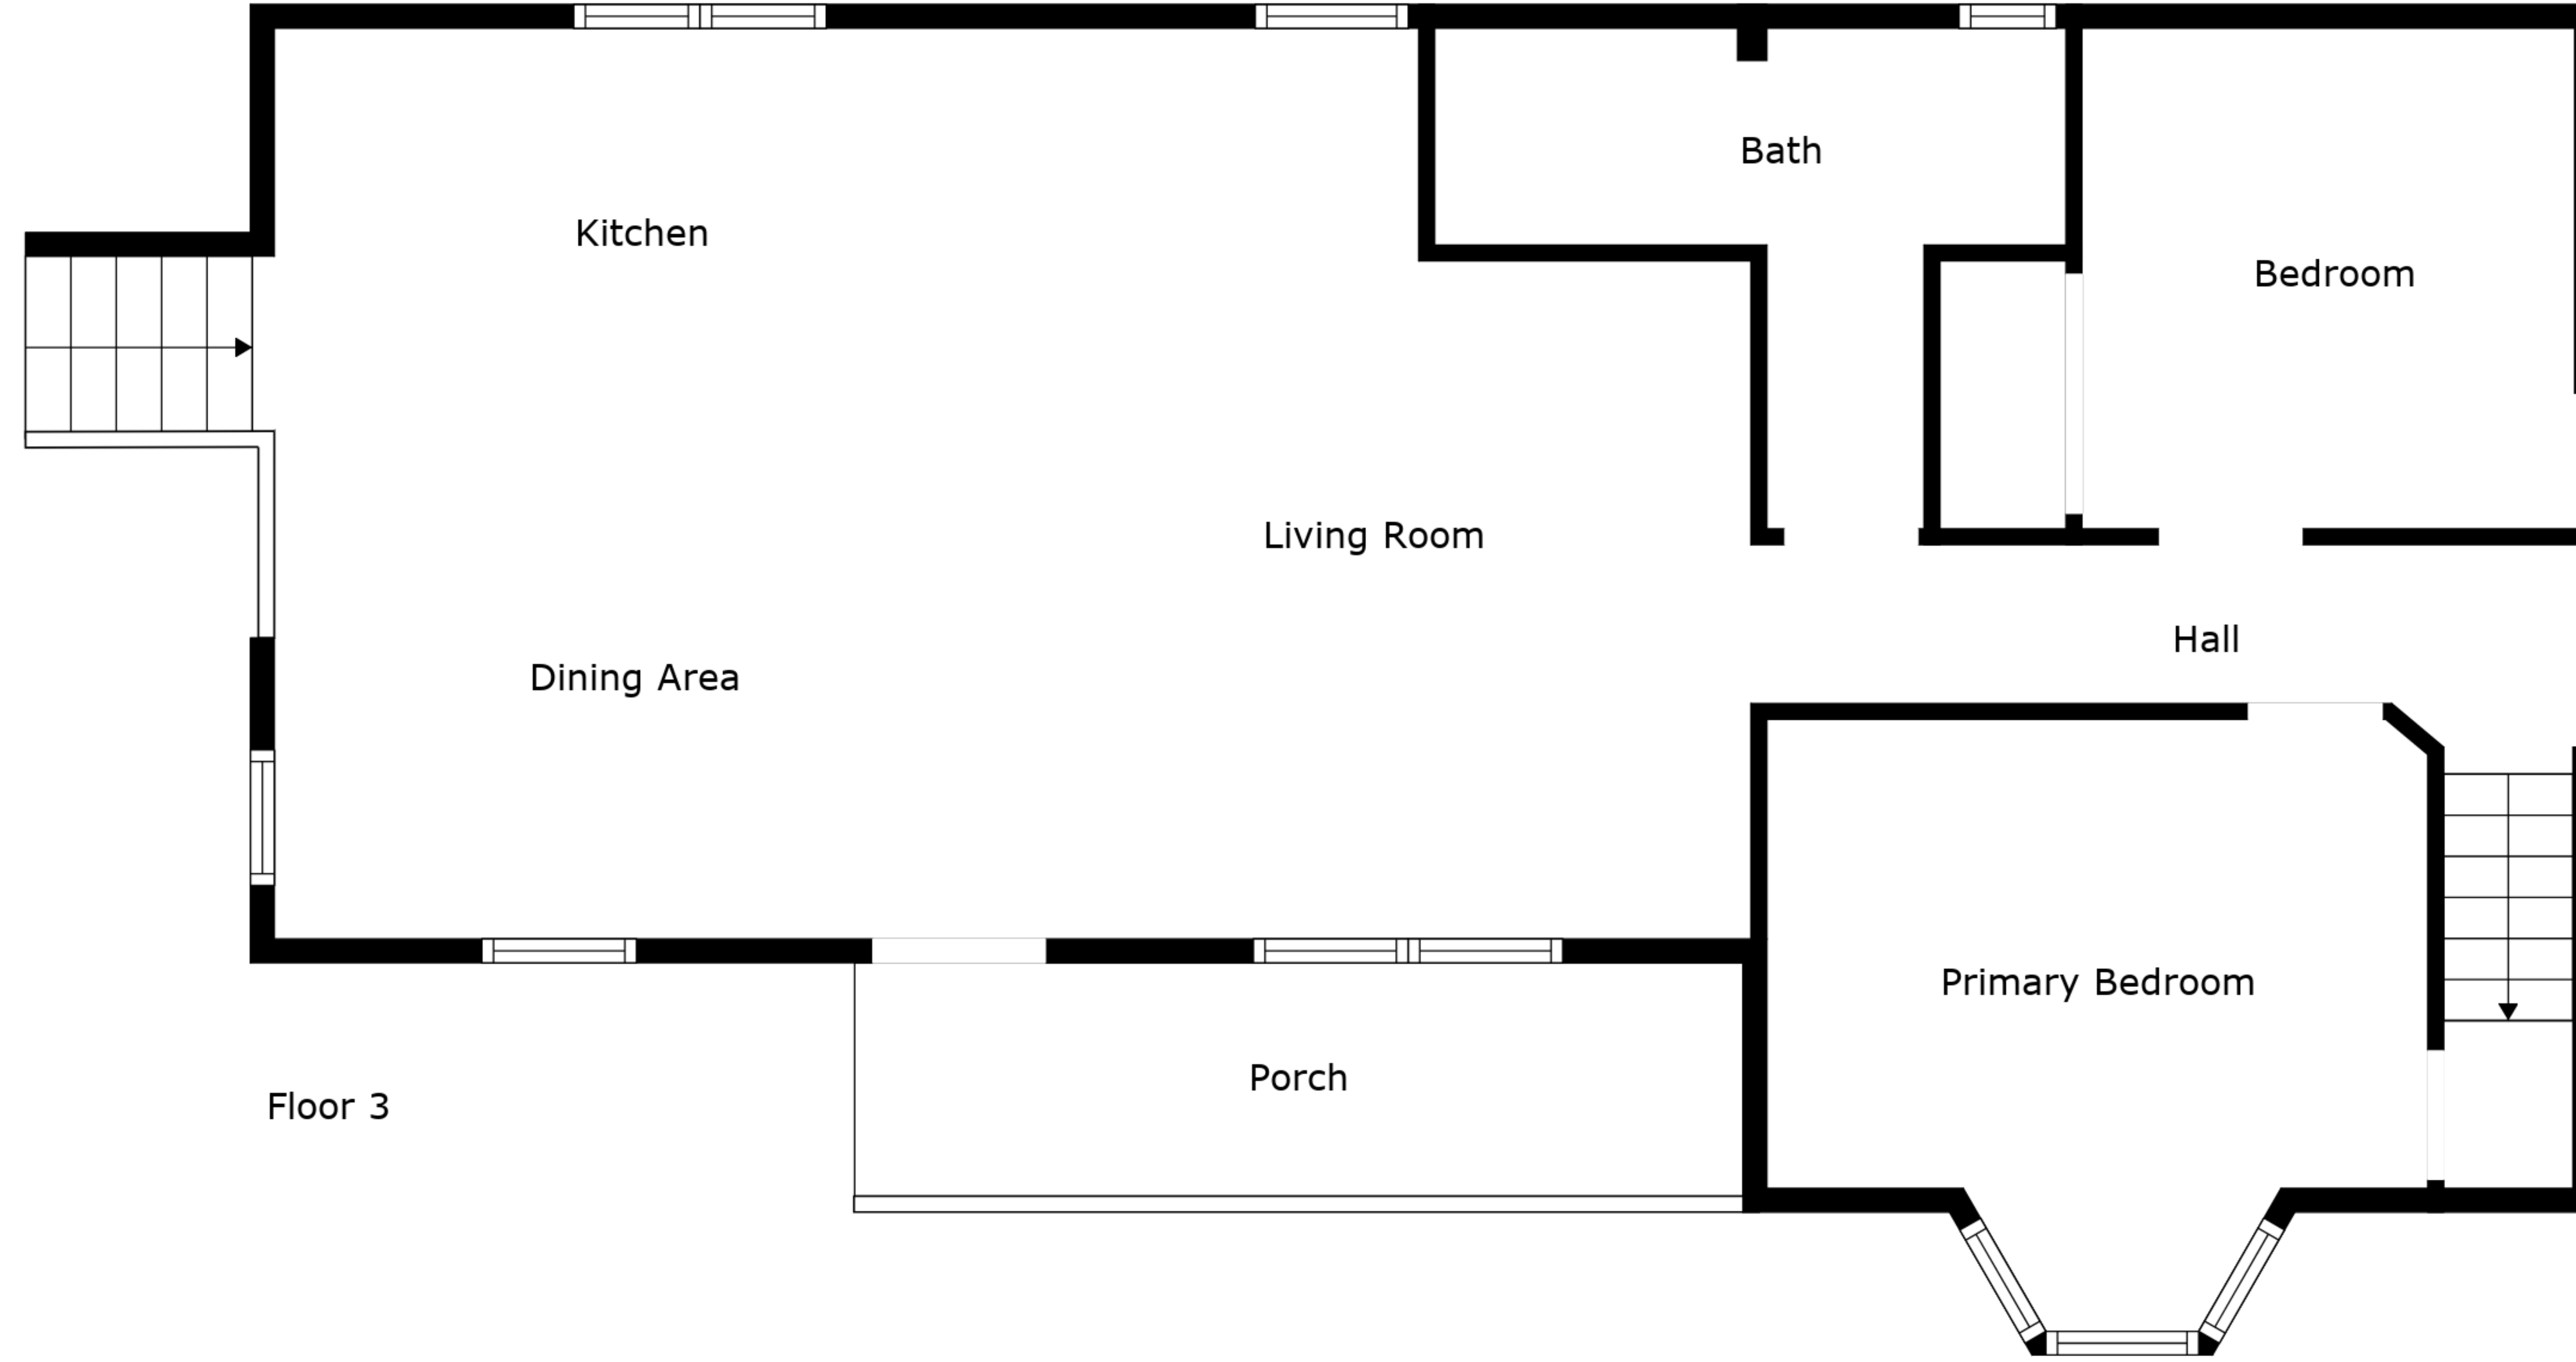 Bath
Kitchen
Bedroom
Living Room
Hall
Dining Area
Primary Bedroom
Porch
Floor 3